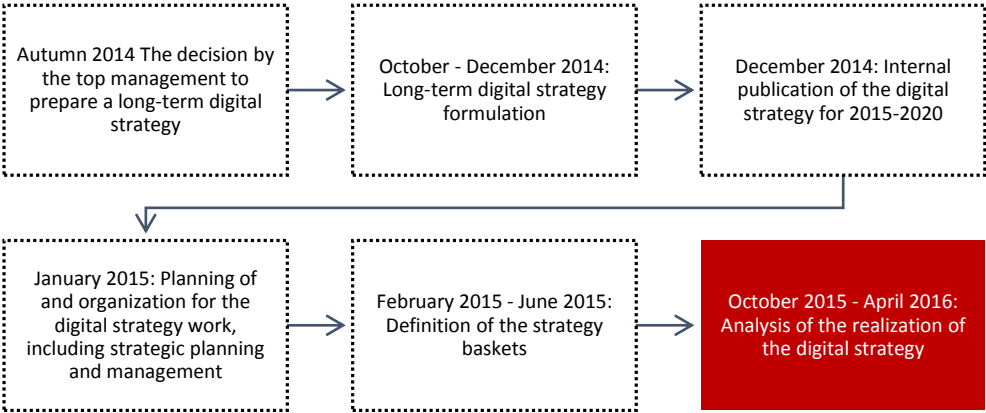 Autumn 2014 The decision by
the top management to
prepare a long-term digital
strategy
October - December 2014:
Long-term digital strategy
formulation
December 2014: Internal
publication of the digital
strategy for 2015-2020
January 2015: Planning of
and organization for the
digital strategy work,
including strategic planning
and management
February 2015 - June 2015:
Definition of the strategy
baskets
October 2015 - April 2016:
Analysis of the realization of
the digital strategy